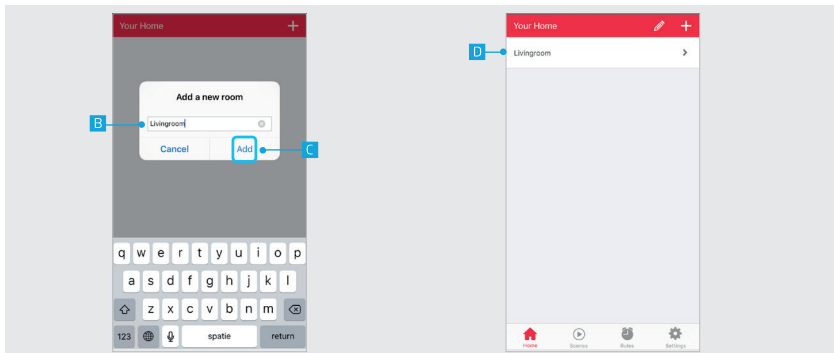 Your Home
+
Add a new room
B
Livingroom
Cancel
Add
C
q w e r t y u i o p
a s d f g h j k l
z x c v b n m
123
spatie
return
Your Home
+
D
Livingroom
Home
Scenes
Rules
Settings